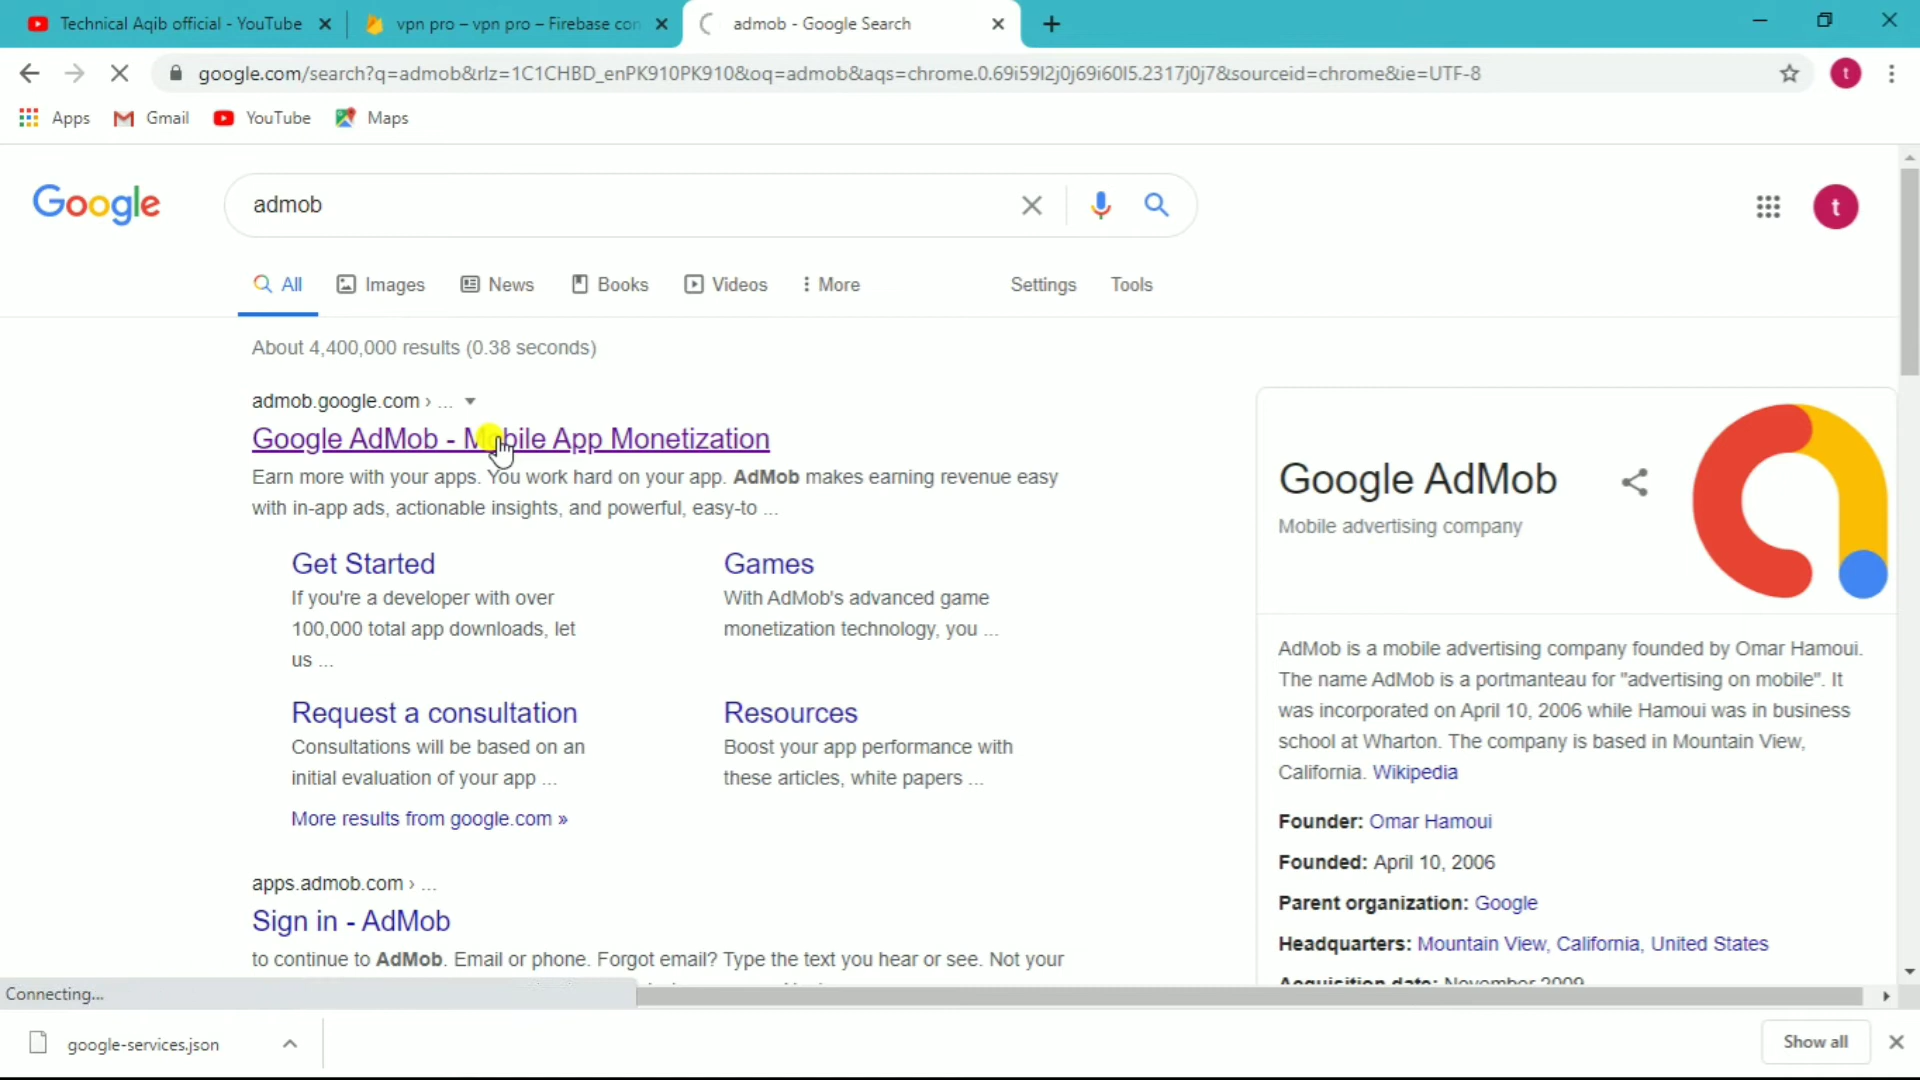 Technical Aqib official - YouTube
vpn pro – vpn pro – Firebase con
admob - Google Search
google.com/search?q=admob&rlz=1C1CHBD_enPK910PK910&oq=admob&aqs=chrome.0.69i59l2j0j69i60l5.2317j0j7&sourceid=chrome&ie=UTF-8
t
Apps
Gmail
YouTube
Maps
Google
admob
t
All
Images
News
Books
Videos
More
Settings
Tools
About 4,400,000 results (0.38 seconds)
admob.google.com › ...
Google AdMob - Mobile App Monetization
Earn more with your apps. You work hard on your app. AdMob makes earning revenue easy
with in-app ads, actionable insights, and powerful, easy-to ...
Get Started
If you're a developer with over
100,000 total app downloads, let
us ...
Games
With AdMob's advanced game
monetization technology, you ...
Request a consultation
Consultations will be based on an
initial evaluation of your app ...
Resources
Boost your app performance with
these articles, white papers ...
More results from google.com »
apps.admob.com › ...
Sign in - AdMob
to continue to AdMob. Email or phone. Forgot email? Type the text you hear or see. Not your
Google AdMob
Mobile advertising company
AdMob is a mobile advertising company founded by Omar Hamoui.
The name AdMob is a portmanteau for "advertising on mobile". It
was incorporated on April 10, 2006 while Hamoui was in business
school at Wharton. The company is based in Mountain View,
California. Wikipedia
Founder: Omar Hamoui
Founded: April 10, 2006
Parent organization: Google
Headquarters: Mountain View, California, United States
Acquisition date: November 2009
Connecting...
google-services.json
Show all